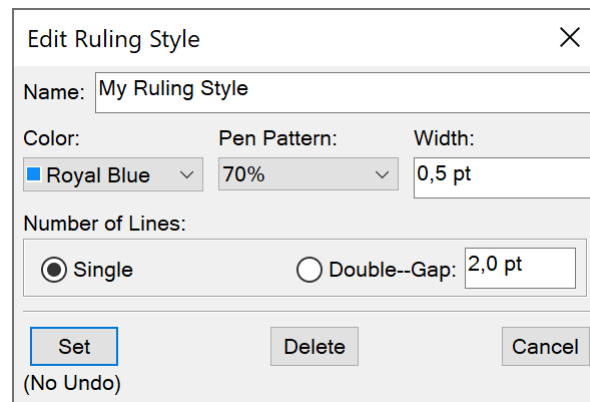 Edit Ruling Style
Name: My Ruling Style
Color: Pen Pattern: Width:
Royal Blue 70% 0,5 pt
Number of Lines:
Single Double--Gap: 2,0 pt
Set Delete Cancel
(No Undo)